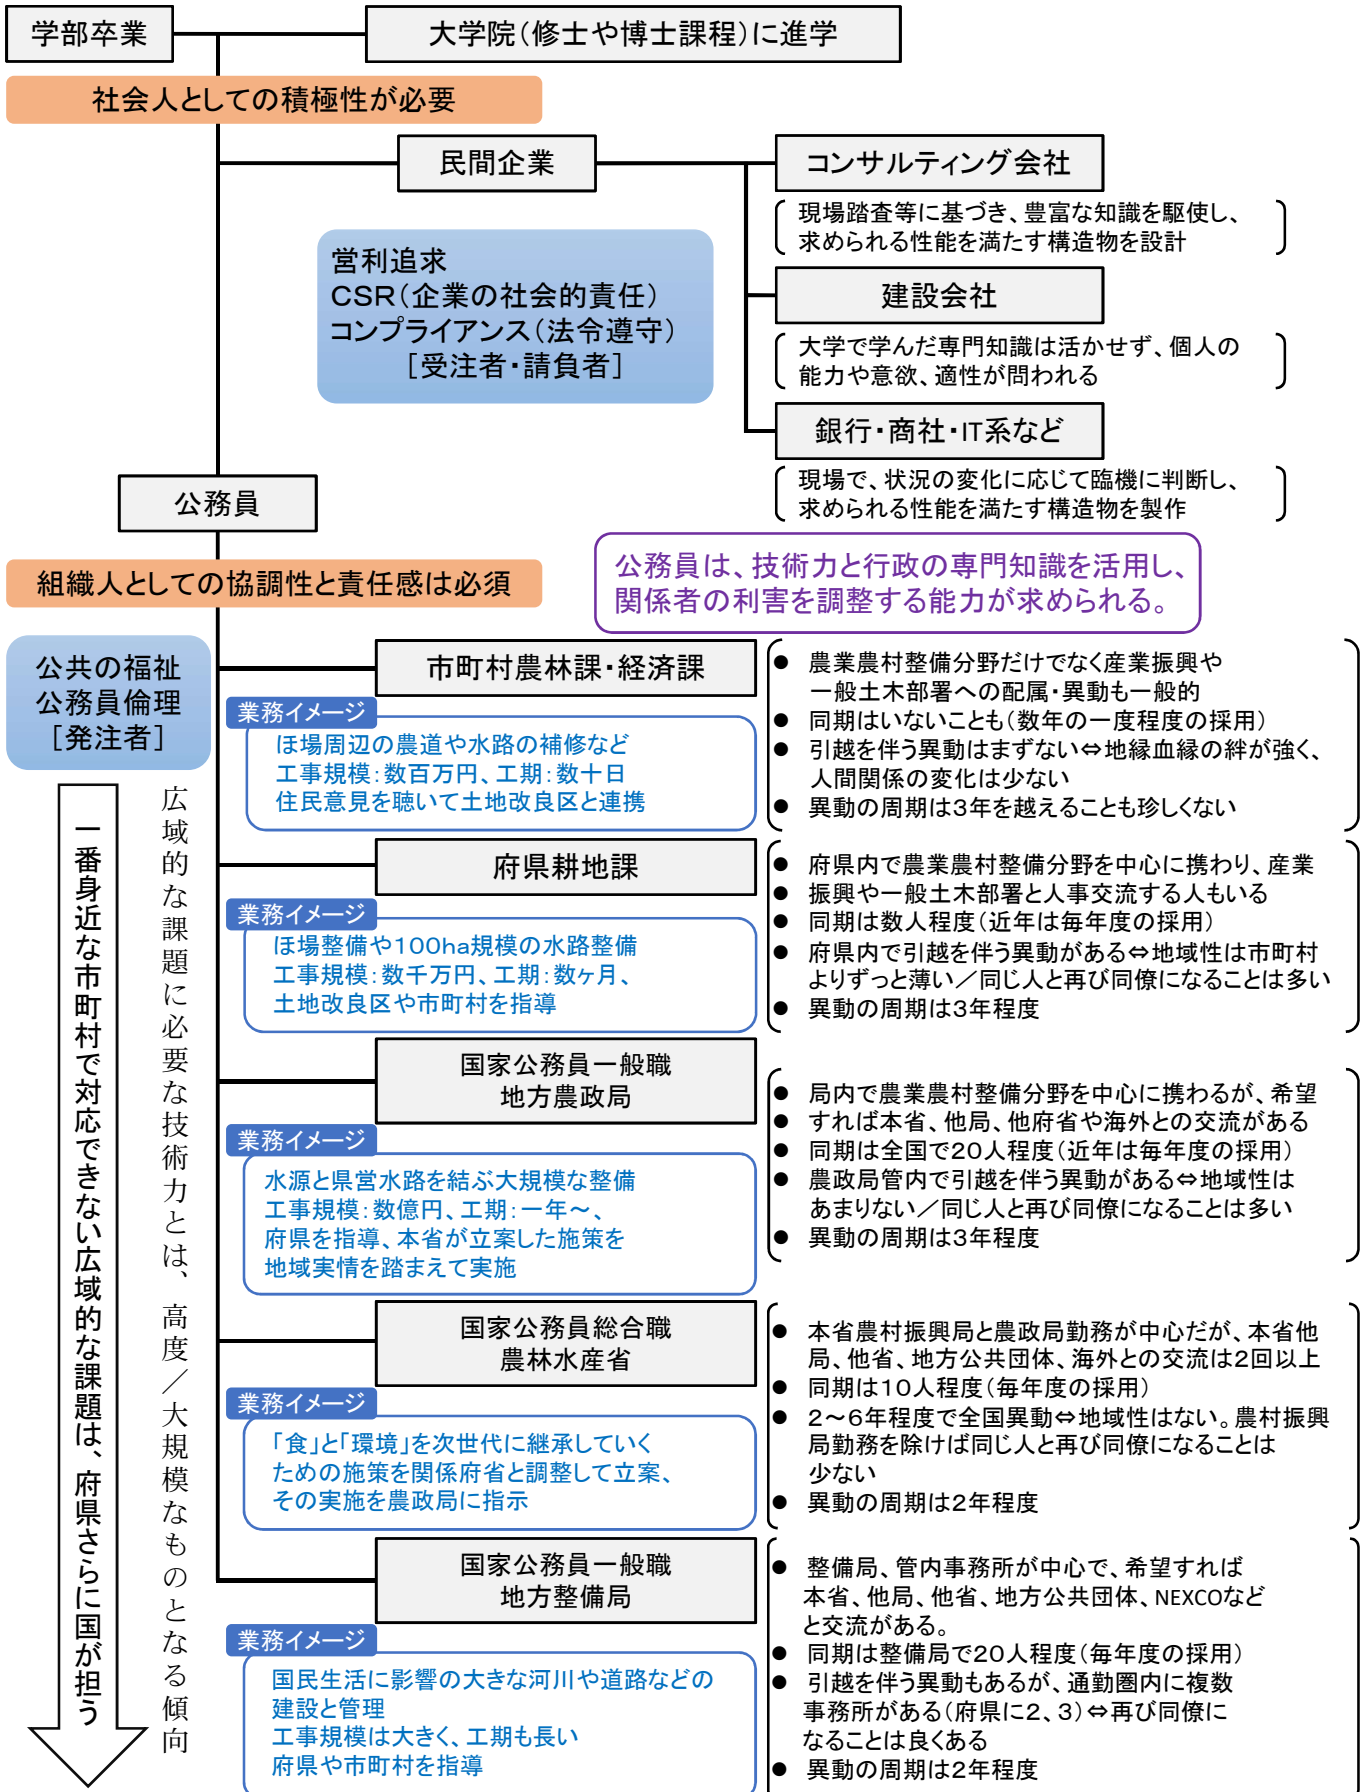 学部卒業
大学院（修士や博士課程）に進学
社会人としての積極性が必要
民間企業
コンサルティング会社
現場踏査等に基づき、豊富な知識を駆使し、
求められる性能を満たす構造物を設計
営利追求
CSR（企業の社会的責任）
コンプライアンス（法令遵守）
［受注者・請負者］
建設会社
大学で学んだ専門知識は活かせず、個人の
能力や意欲、適性が問われる
銀行・商社・IT系など
現場で、状況の変化に応じて臨機に判断し、
求められる性能を満たす構造物を製作
公務員
組織人としての協調性と責任感は必須
公務員は、技術力と行政の専門知識を活用し、
関係者の利害を調整する能力が求められる。
公共の福祉
公務員倫理
［発注者］
一番身近な市町村で対応できない広域的な課題は、府県さらに国が担う
広域的な課題に必要な技術力とは、高度／大規模なものとなる傾向
市町村農林課・経済課
業務イメージ
ほ場周辺の農道や水路の補修など
工事規模：数百万円、工期：数十日
住民意見を聴いて土地改良区と連携
● 農業農村整備分野だけでなく産業振興や
一般土木部署への配属・異動も一般的
● 同期はいないことも（数年の一度程度の採用）
● 引越を伴う異動はまずない⇔地縁血縁の絆が強く、
人間関係の変化は少ない
● 異動の周期は3年を越えることも珍しくない
府県耕地課
業務イメージ
ほ場整備や100ha規模の水路整備
工事規模：数千万円、工期：数ヶ月、
土地改良区や市町村を指導
● 府県内で農業農村整備分野を中心に携わり、産業
● 振興や一般土木部署と人事交流する人もいる
● 同期は数人程度（近年は毎年度の採用）
● 府県内で引越を伴う異動がある⇔地域性は市町村
よりずっと薄い／同じ人と再び同僚になることは多い
● 異動の周期は3年程度
国家公務員一般職
地方農政局
業務イメージ
水源と県営水路を結ぶ大規模な整備
工事規模：数億円、工期：一年～、
府県を指導、本省が立案した施策を
地域実情を踏まえて実施
● 局内で農業農村整備分野を中心に携わるが、希望
● すれば本省、他局、他府省や海外との交流がある
● 同期は全国で20人程度（近年は毎年度の採用）
● 農政局管内で引越を伴う異動がある⇔地域性は
あまりない／同じ人と再び同僚になることは多い
● 異動の周期は3年程度
国家公務員総合職
農林水産省
業務イメージ
「食」と「環境」を次世代に継承していく
ための施策を関係府省と調整して立案、
その実施を農政局に指示
● 本省農村振興局と農政局勤務が中心だが、本省他
局、他省、地方公共団体、海外との交流は2回以上
● 同期は10人程度（毎年度の採用）
● 2～6年程度で全国異動⇔地域性はない。農村振興
局勤務を除けば同じ人と再び同僚になることは
少ない
● 異動の周期は2年程度
国家公務員一般職
地方整備局
業務イメージ
国民生活に影響の大きな河川や道路などの
建設と管理
工事規模は大きく、工期も長い
府県や市町村を指導
● 整備局、管内事務所が中心で、希望すれば
本省、他局、他省、地方公共団体、NEXCOなど
と交流がある。
● 同期は整備局で20人程度（毎年度の採用）
● 引越を伴う異動もあるが、通勤圏内に複数
事務所がある（府県に2、3）⇔再び同僚に
なることは良くある
● 異動の周期は2年程度